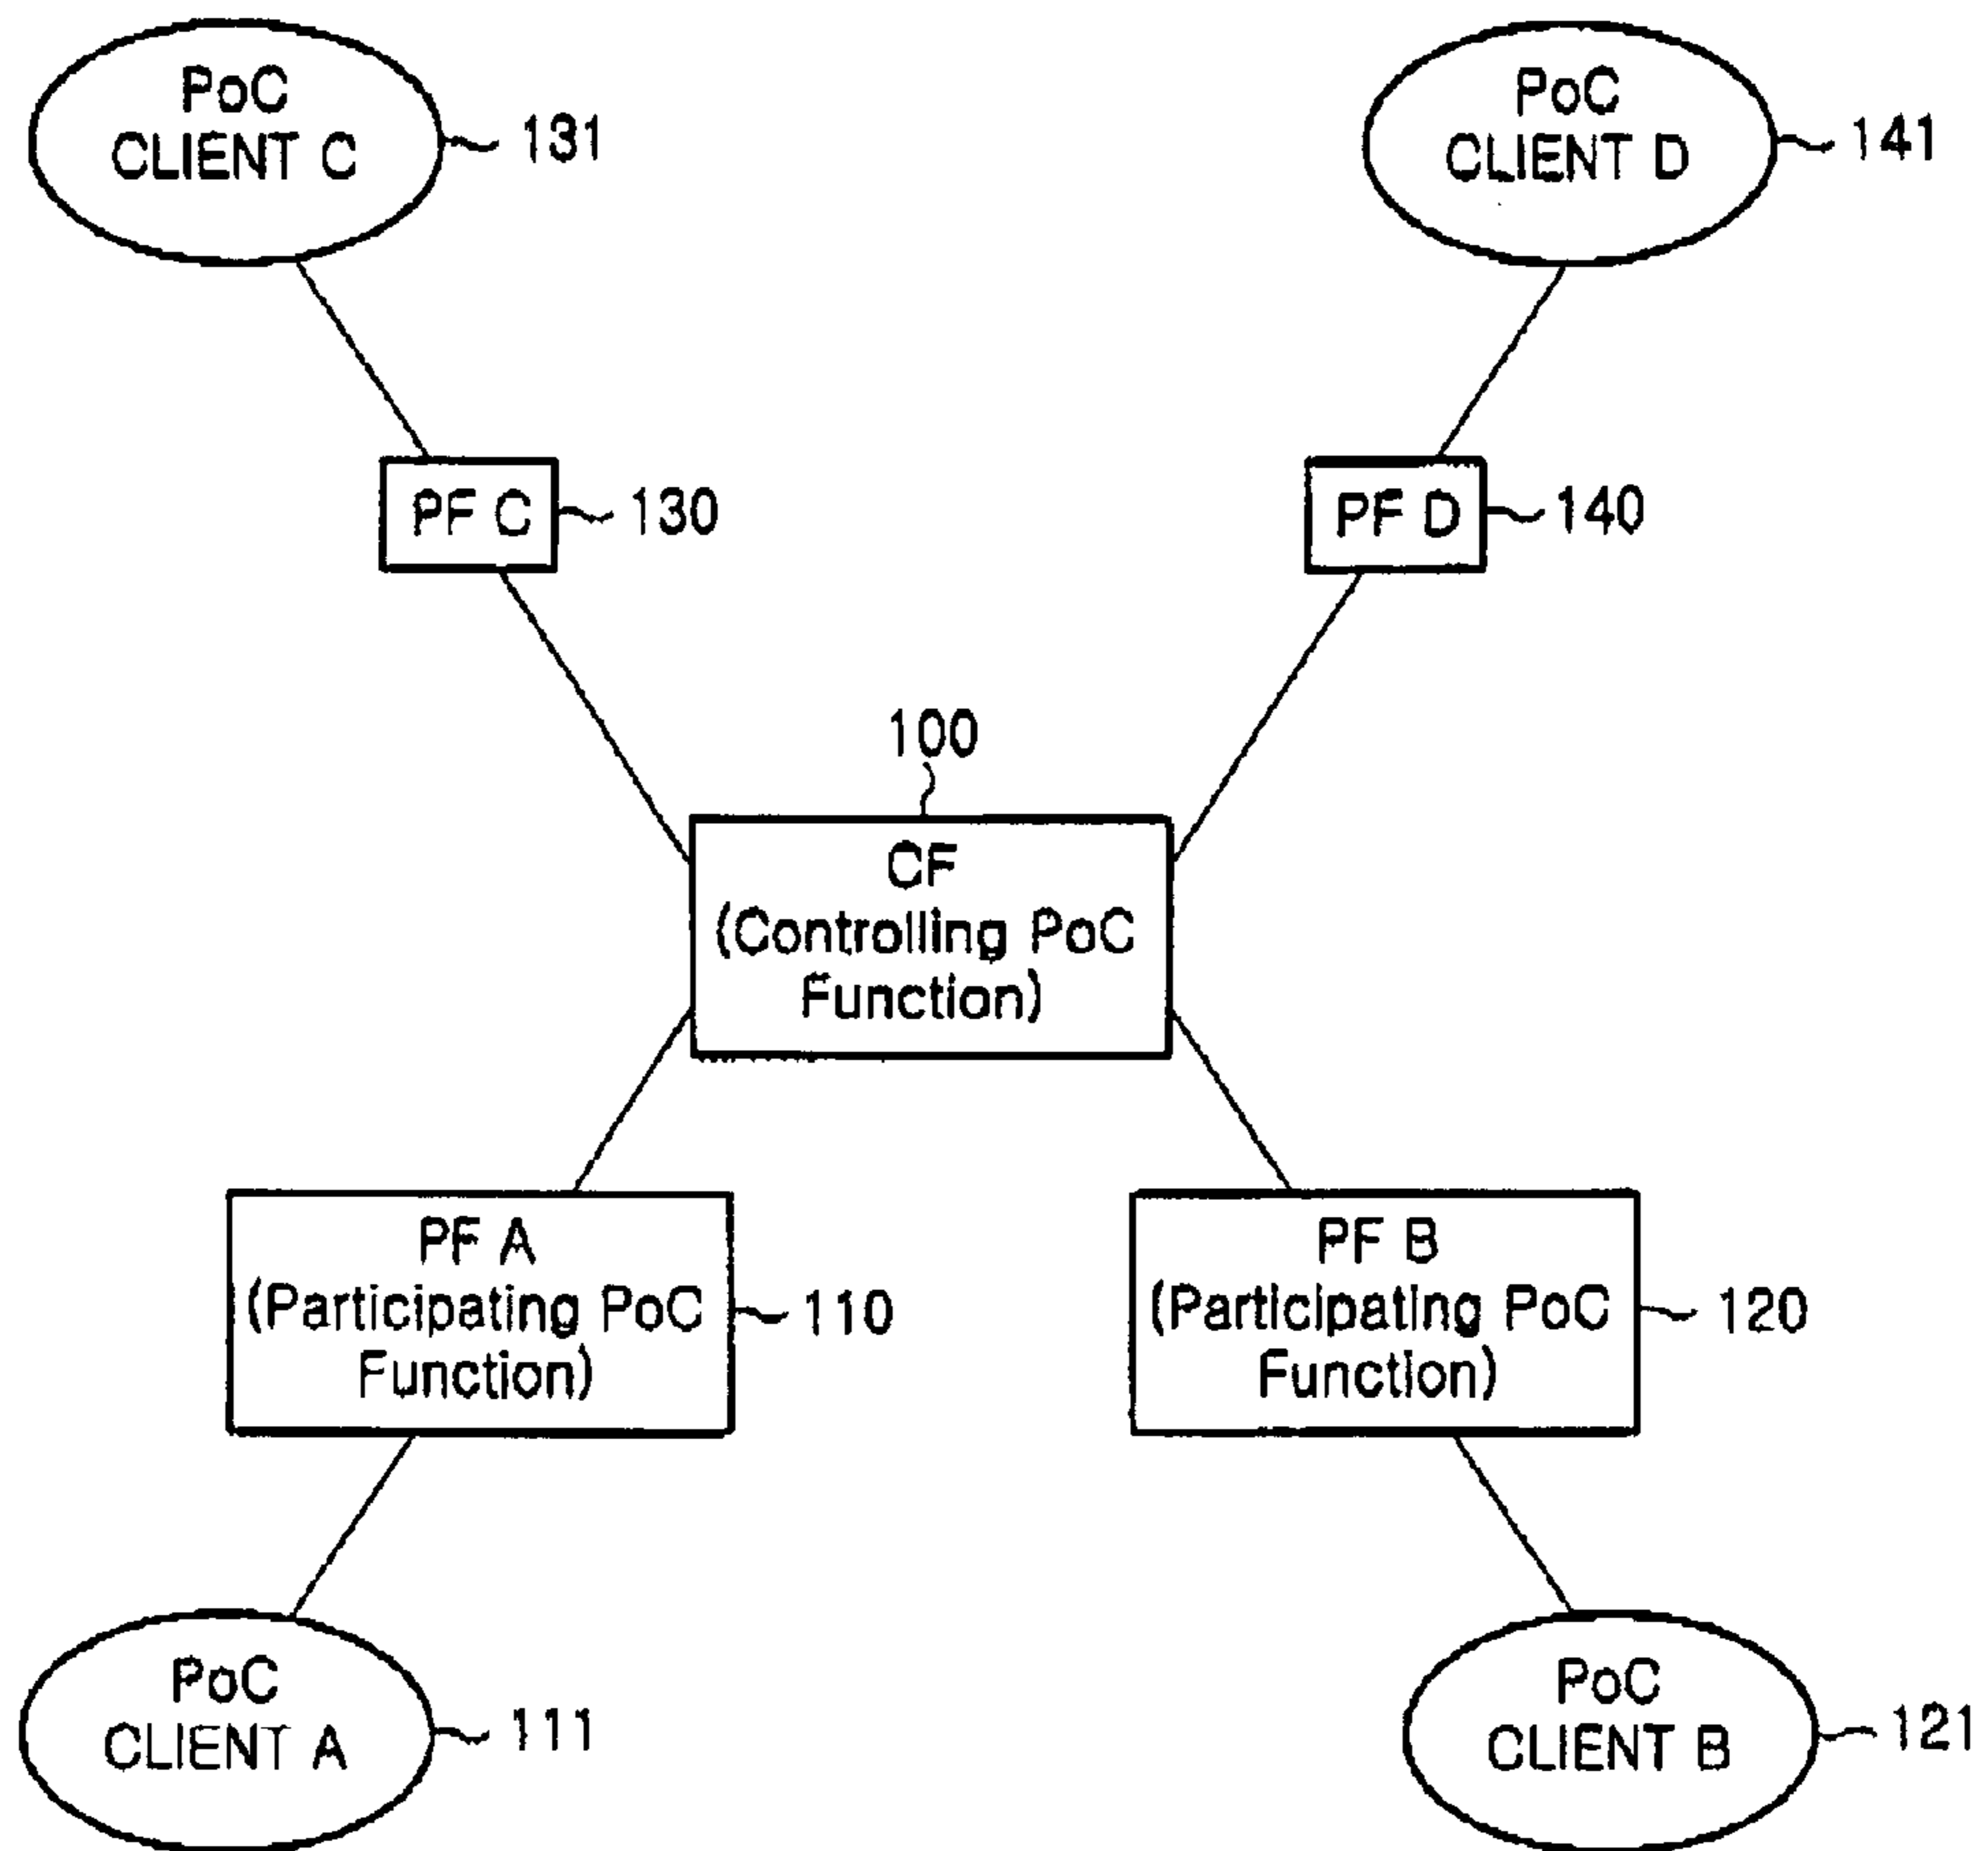 PoC
CLIENT C
131
PoC
CLIENT D
141
PF C
130
PF D
140
100
CF
(Controlling PoC
Function)
PF A
(Participating PoC
Function)
110
PF B
(Participating PoC
Function)
120
PoC
CLIENT A
111
PoC
CLIENT B
121